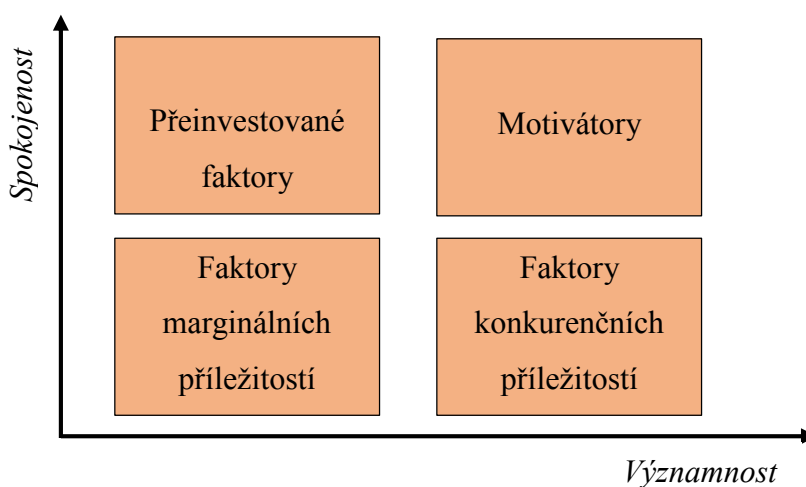 Spokojenost
Přeinvestované
faktory
Motivátory
Faktory
marginálních
příležitostí
Faktory
konkurenčních
příležitostí
Významnost